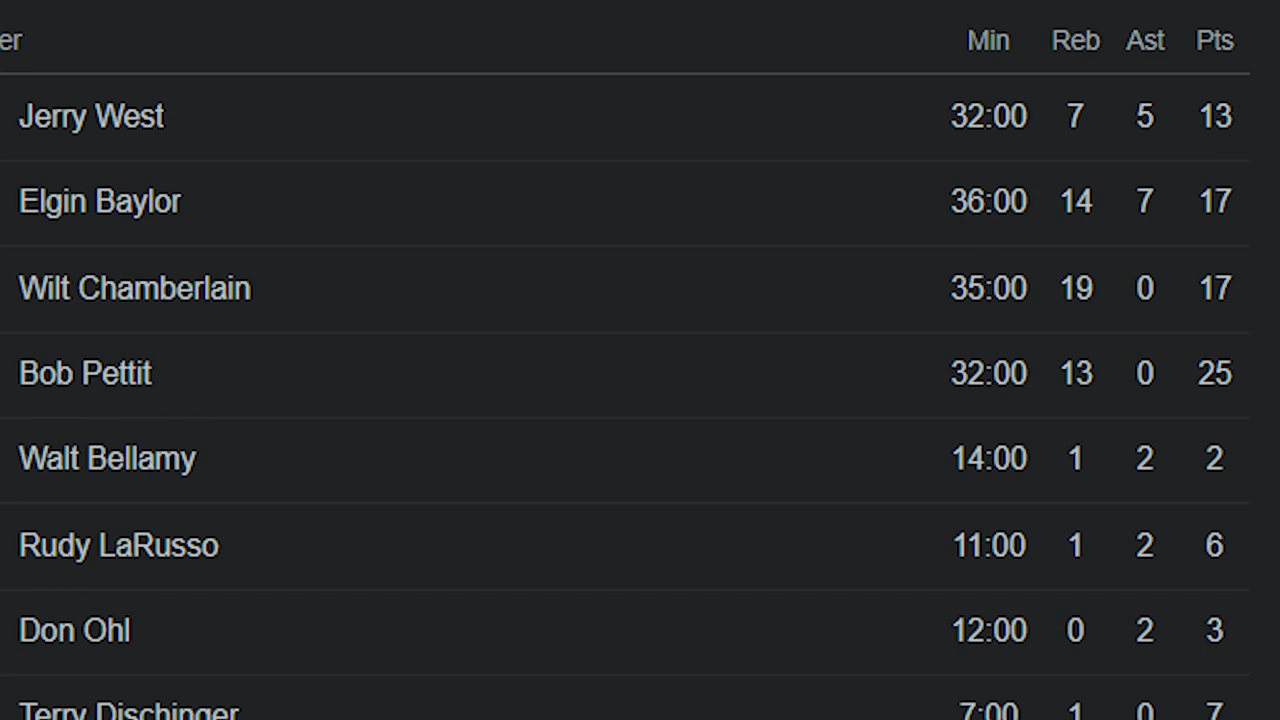 er Min Reb Ast Pts
Jerry West 32:00 7 5 13
Elgin Baylor 36:00 14 7 17
Wilt Chamberlain 35:00 19 0 17
Bob Pettit 32:00 13 0 25
Walt Bellamy 14:00 1 2 2
Rudy LaRusso 11:00 1 2 6
Don Ohl 12:00 0 2 3
Terry Dischinger 7:00 1 0 7